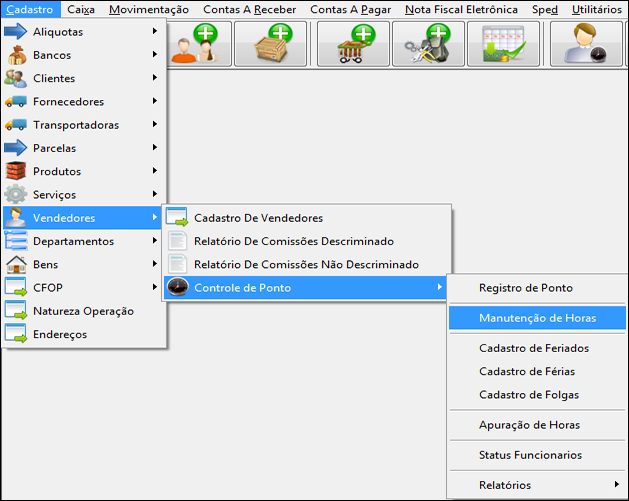 Cadastro Caixa Movimentação Contas A Receber Contas A Pagar Nota Fiscal Eletrônica Sped Utilitários
Aliquotas
Bancos
Clientes
Fornecedores
Transportadoras
Parcelas
Produtos
Serviços
Vendedores
Departamentos
Bens
CFOP
Natureza Operação
Endereços
Cadastro De Vendedores
Relatório De Comissões Descriminado
Relatório De Comissões Não Descriminado
Controle de Ponto
Registro de Ponto
Manutenção de Horas
Cadastro de Feriados
Cadastro de Férias
Cadastro de Folgas
Apuração de Horas
Status Funcionarios
Relatórios